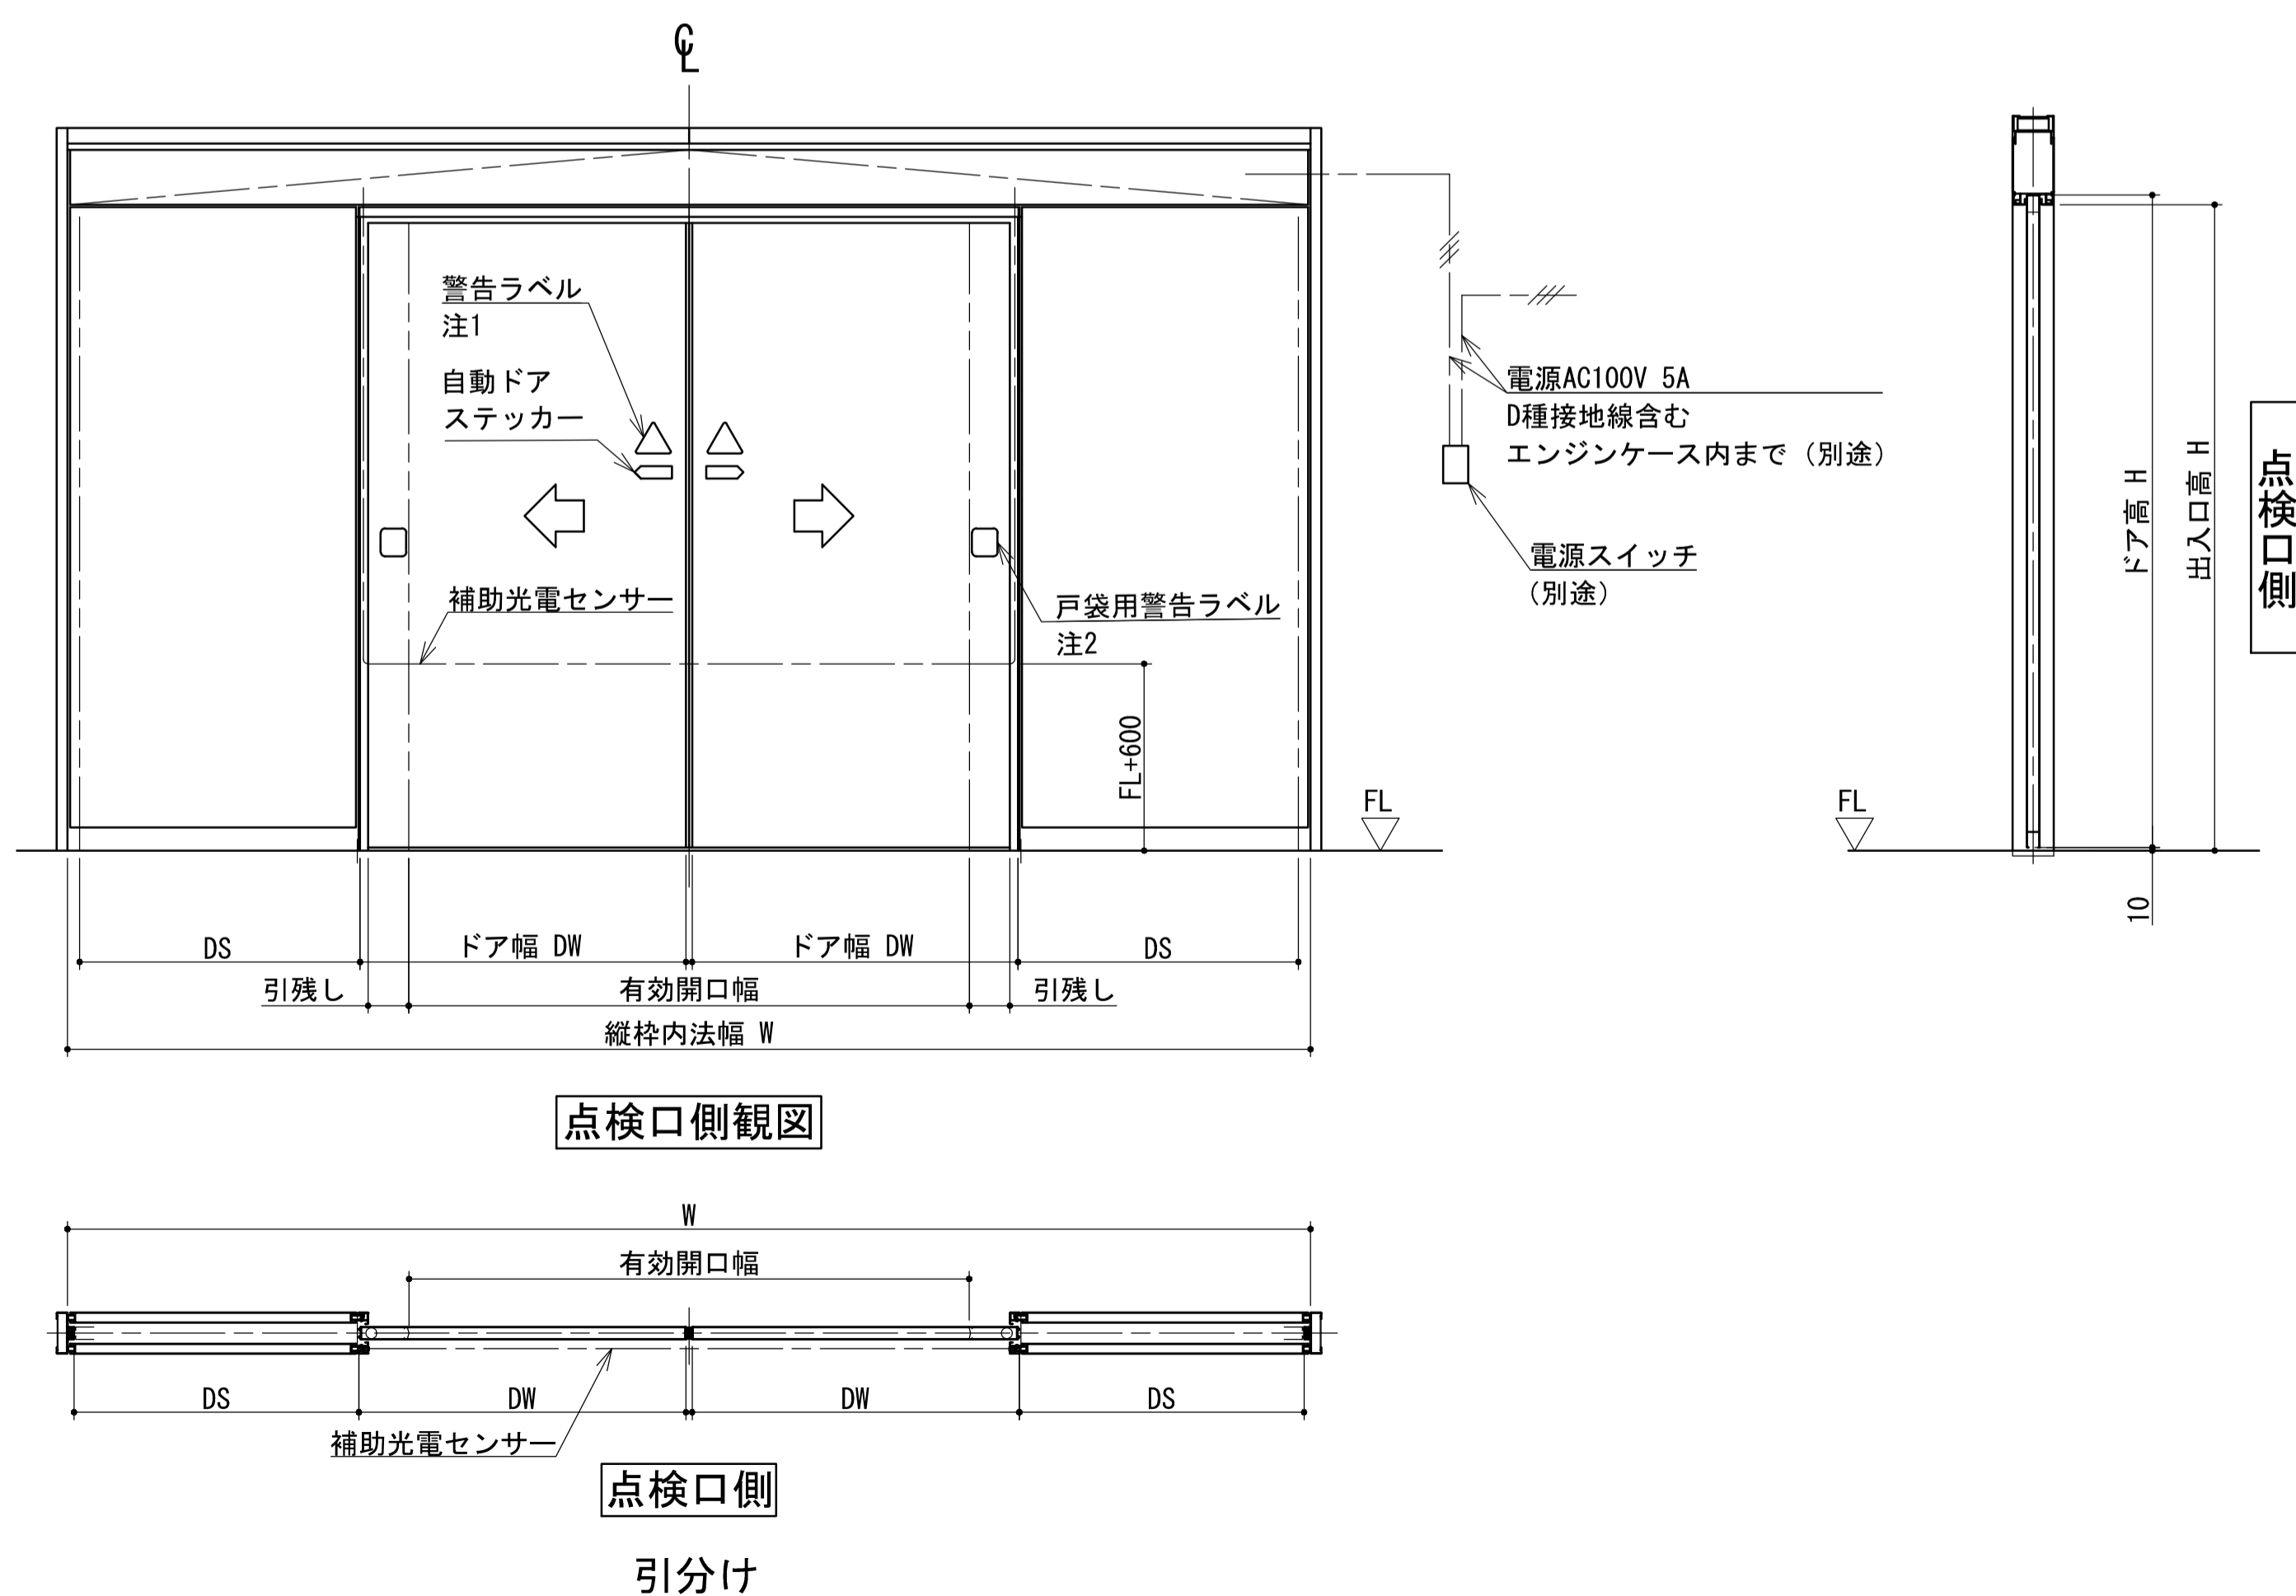 ℄
警告ラベル
注1
自動ドア
ステッカー
補助光電センサー
戸袋用警告ラベル
注2
電源AC100V 5A
D種接地線含む
エンジンケース内まで（別途）
電源スイッチ
（別途）
FL+600
FL
FL
ドア高 H
出入口高 H
10
点検口側
DS
ドア幅 DW
ドア幅 DW
DS
引残し
有効開口幅
引残し
縦枠内法幅 W
点検口側観図
W
有効開口幅
DS
DW
DW
DS
補助光電センサー
点検口側
引分け